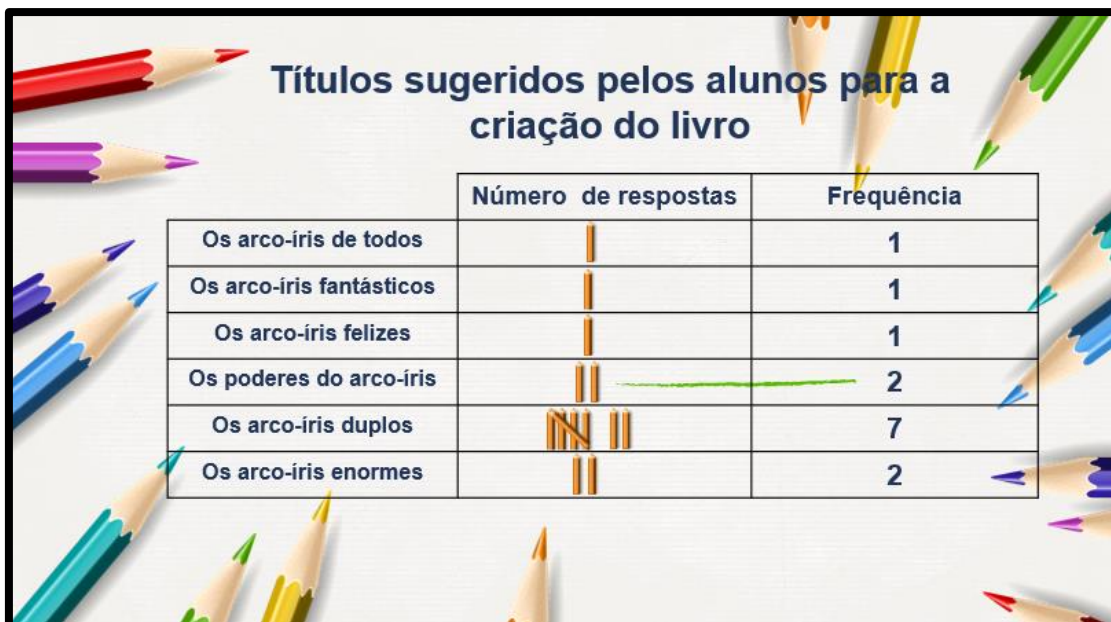 Títulos sugeridos pelos alunos para a
criação do livro
Número de respostas Frequência
Os arco-íris de todos 1
Os arco-íris fantásticos 1
Os arco-íris felizes 1
Os poderes do arco-íris 2
Os arco-íris duplos 7
Os arco-íris enormes 2